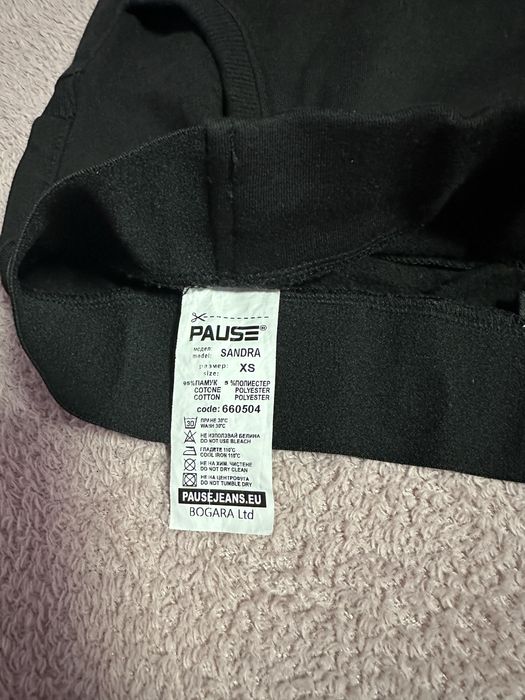 PAUSE®
модел:
model: SANDRA
размер:
size: XS
95%ПАМУК 5 %ПОЛИЕСТЕР
COTONE POLYESTER
COTTON POLYESTER
code: 660504
30 ПРИ НЕ 30°C
WASH 30°C
НЕ ИЗПОЛЗВАЙ БЕЛИНА
DO NOT USE BLEACH
ГЛАДЕТЕ 110°C
COOL IRON 110°C
НЕ НА ХИМ. ЧИСТЕНЕ
DO NOT DRY CLEAN
НЕ НА ЦЕНТРОФУГА
DO NOT TUMBLE DRY
PAUSEJEANS.EU
BOGARA Ltd